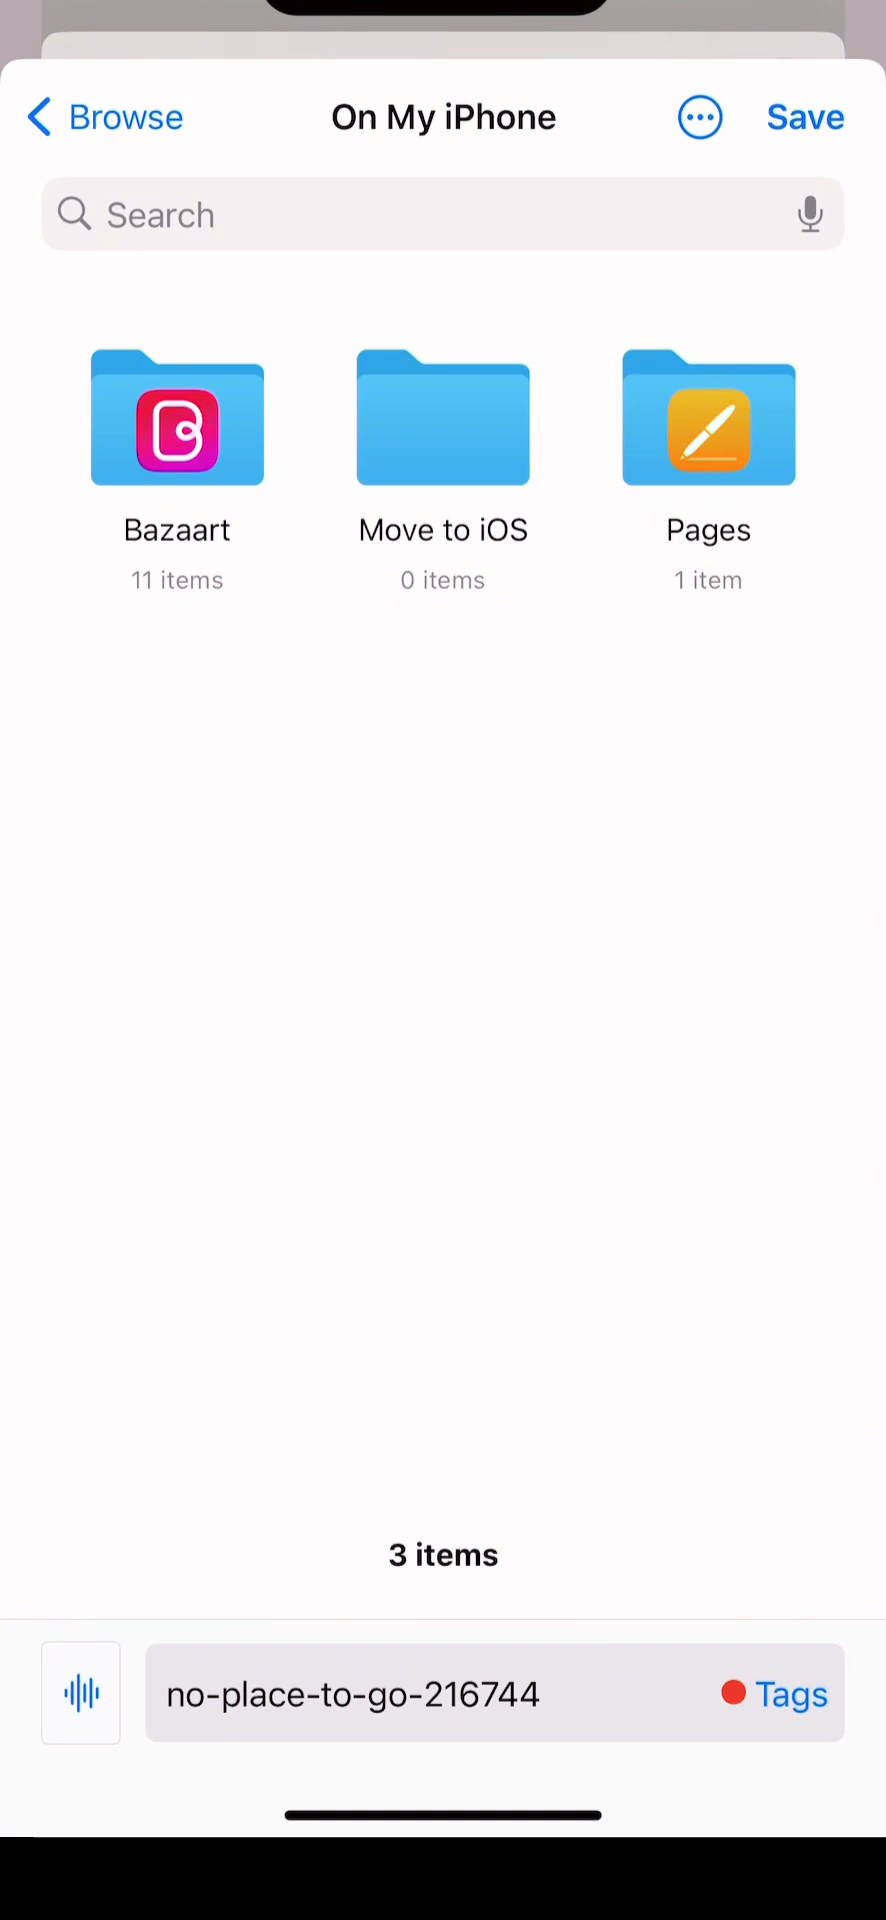 Browse
On My iPhone
Save
Search
Bazaart
Move to iOS
Pages
11 items
0 items
1 item
3 items
no-place-to-go-216744
Tags